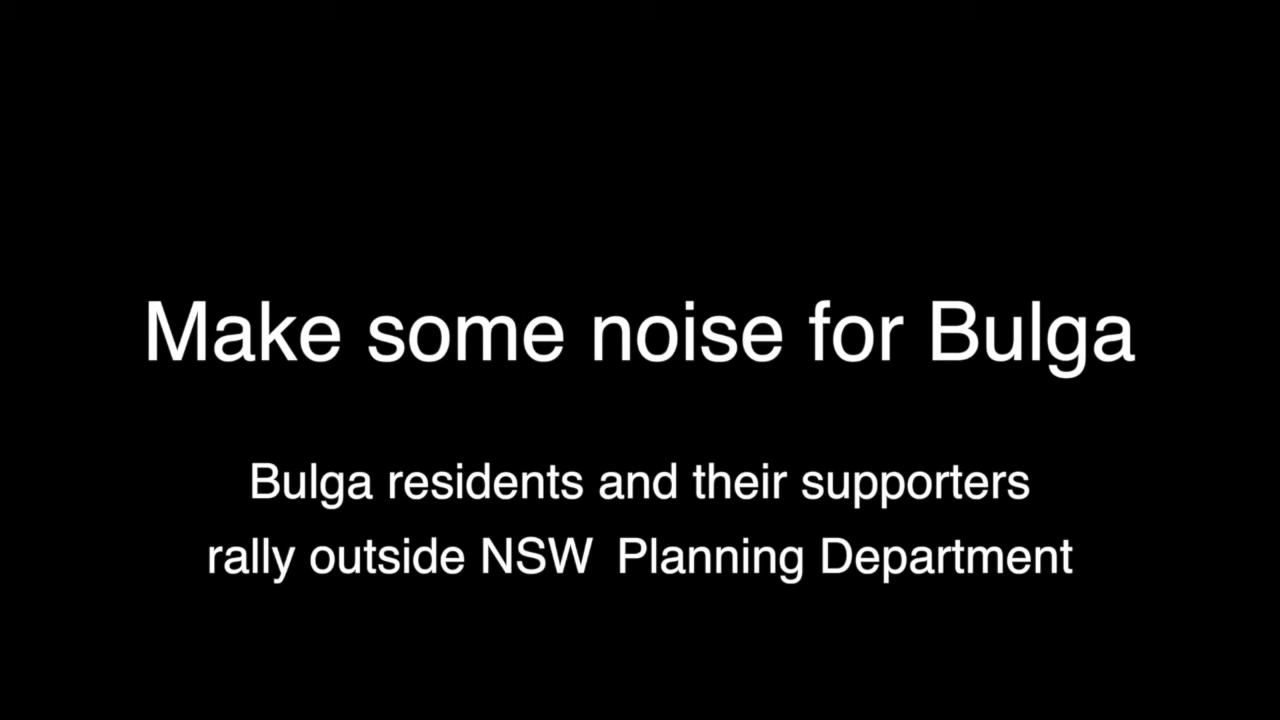 Make some noise for Bulga
Bulga residents and their supporters
rally outside NSW Planning Department